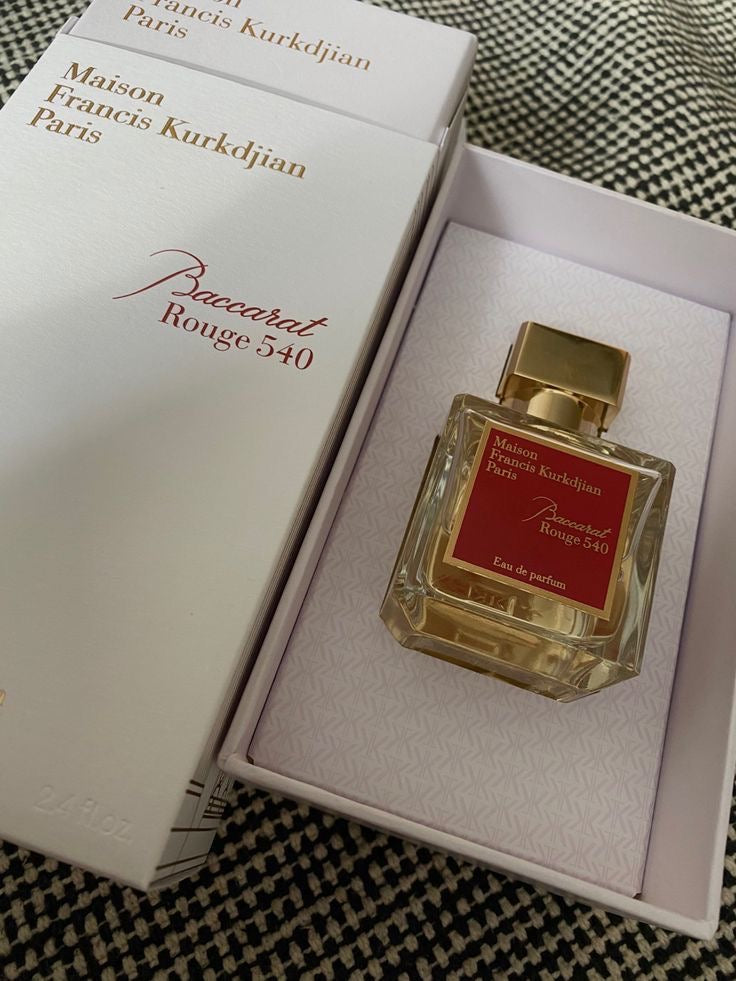 Francis Kurkdjian
Paris
Maison
Francis Kurkdjian
Paris
Baccarat
Rouge 540
2.4 fl.oz.
Maison
Francis Kurkdjian
Paris
Baccarat
Rouge 540
Eau de parfum